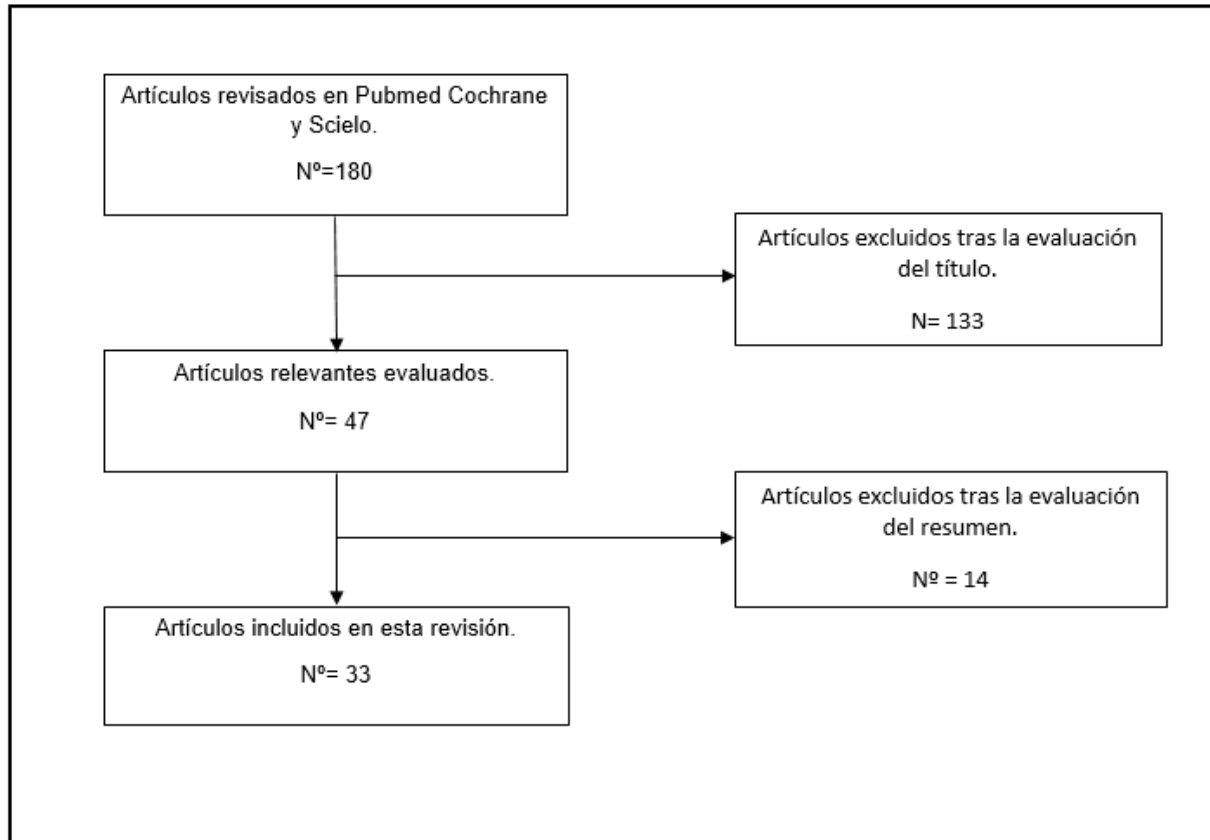 Artículos revisados en Pubmed Cochrane
y Scielo.
Nº=180
Artículos excluidos tras la evaluación
del título.
N= 133
Artículos relevantes evaluados.
Nº= 47
Artículos excluidos tras la evaluación
del resumen.
Nº = 14
Artículos incluidos en esta revisión.
Nº= 33